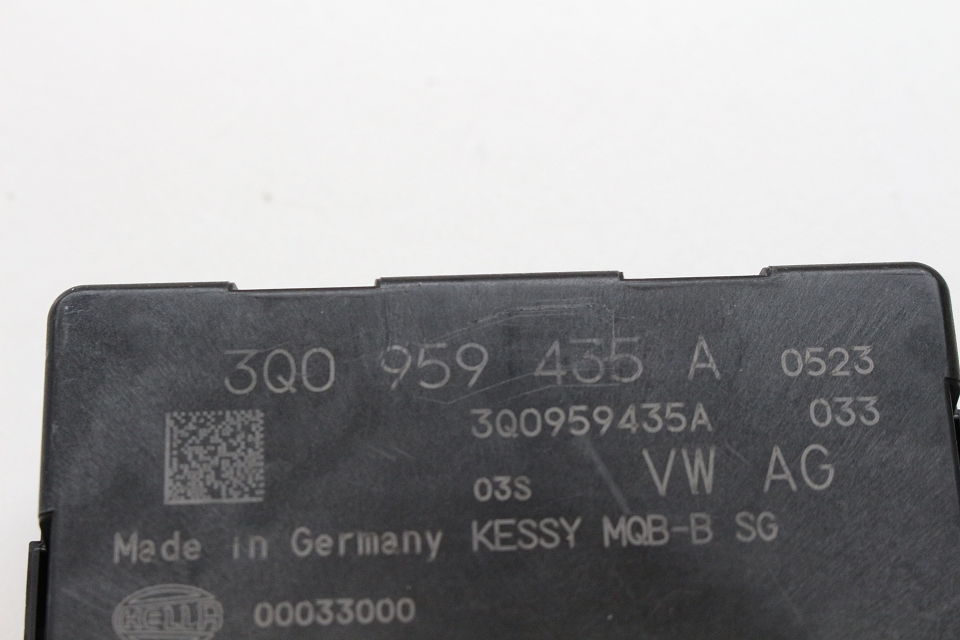 3Q0 959 435 A 0523
3Q0959435A 033
03S VW AG
Made in Germany KESSY MQB-B SG
HELLA 00033000